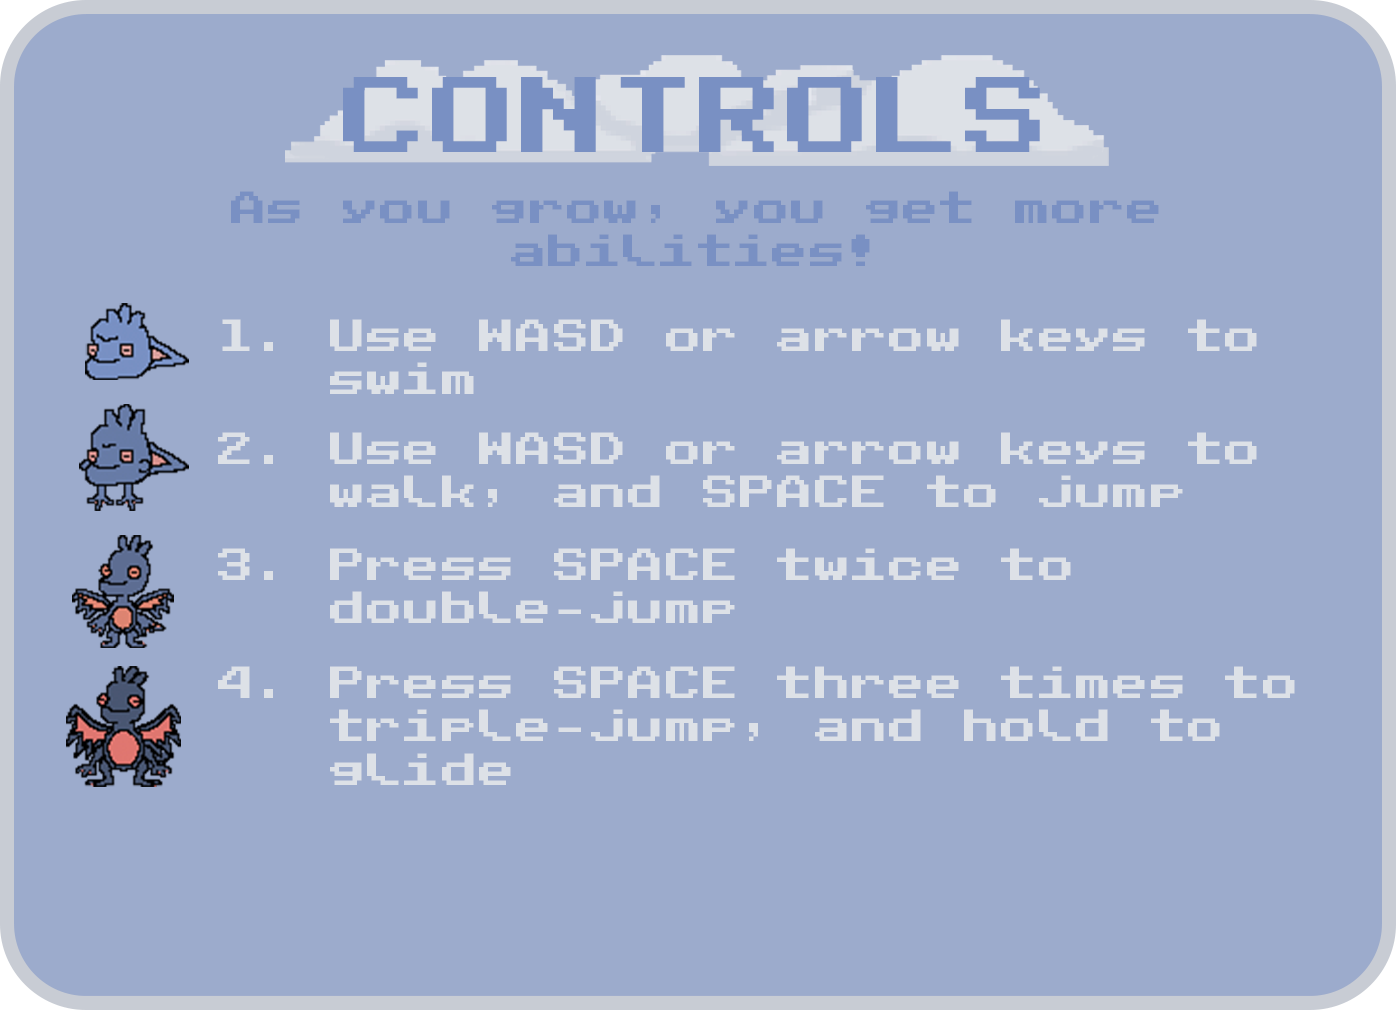 CONTROLS
As you grow, you get more
abilities!
1. Use WASD or arrow keys to
swim
2. Use WASD or arrow keys to
walk, and SPACE to jump
3. Press SPACE twice to
double-jump
4. Press SPACE three times to
triple-jump, and hold to
glide